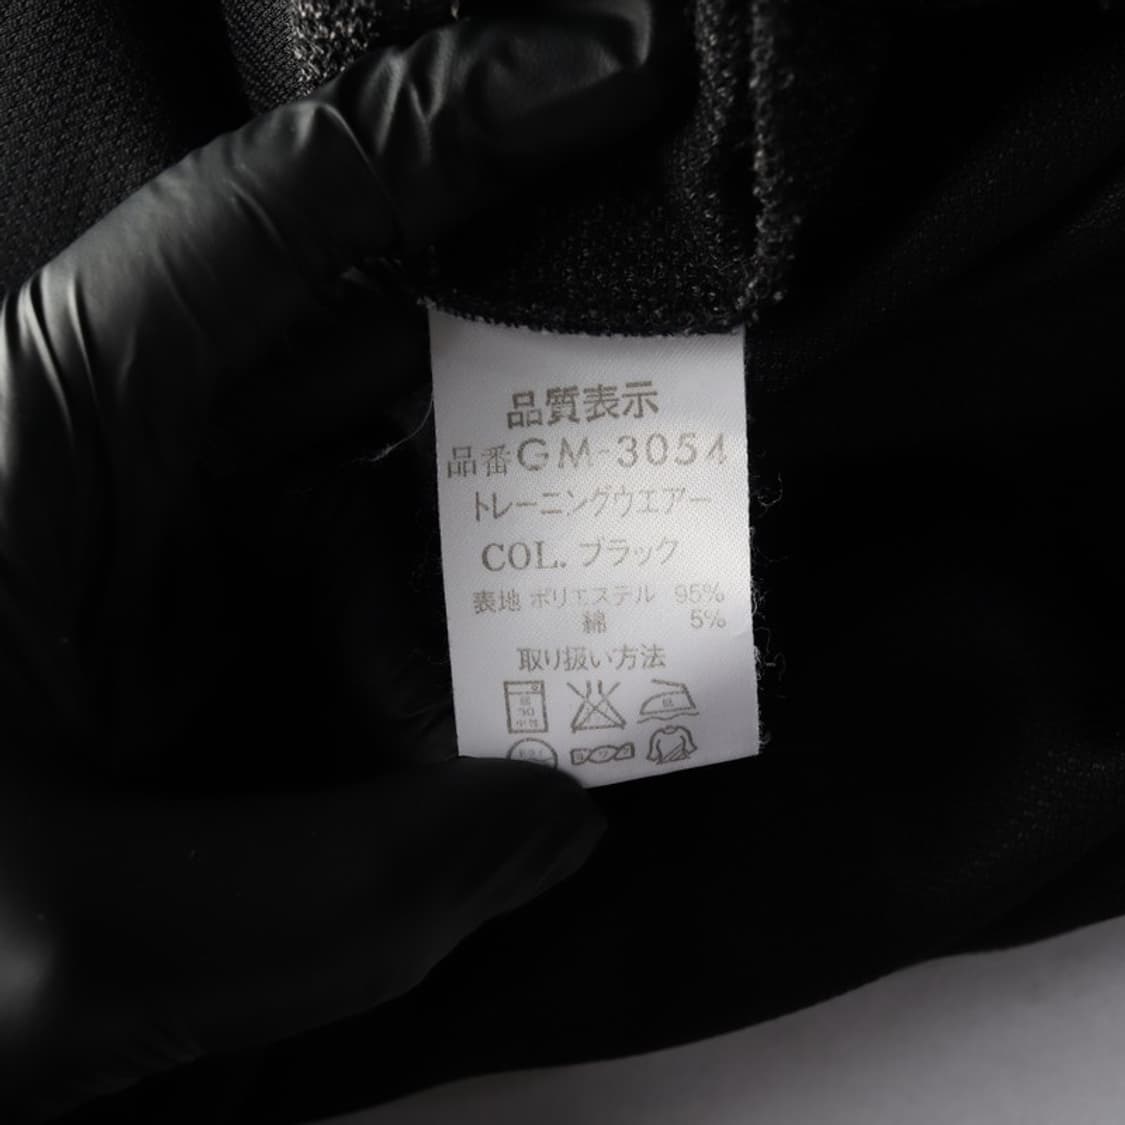 品質表示
品番GM-3054
トレーニングウエアー
COL. ブラック
表地 ポリエステル 95%
綿 5%
取り扱い方法